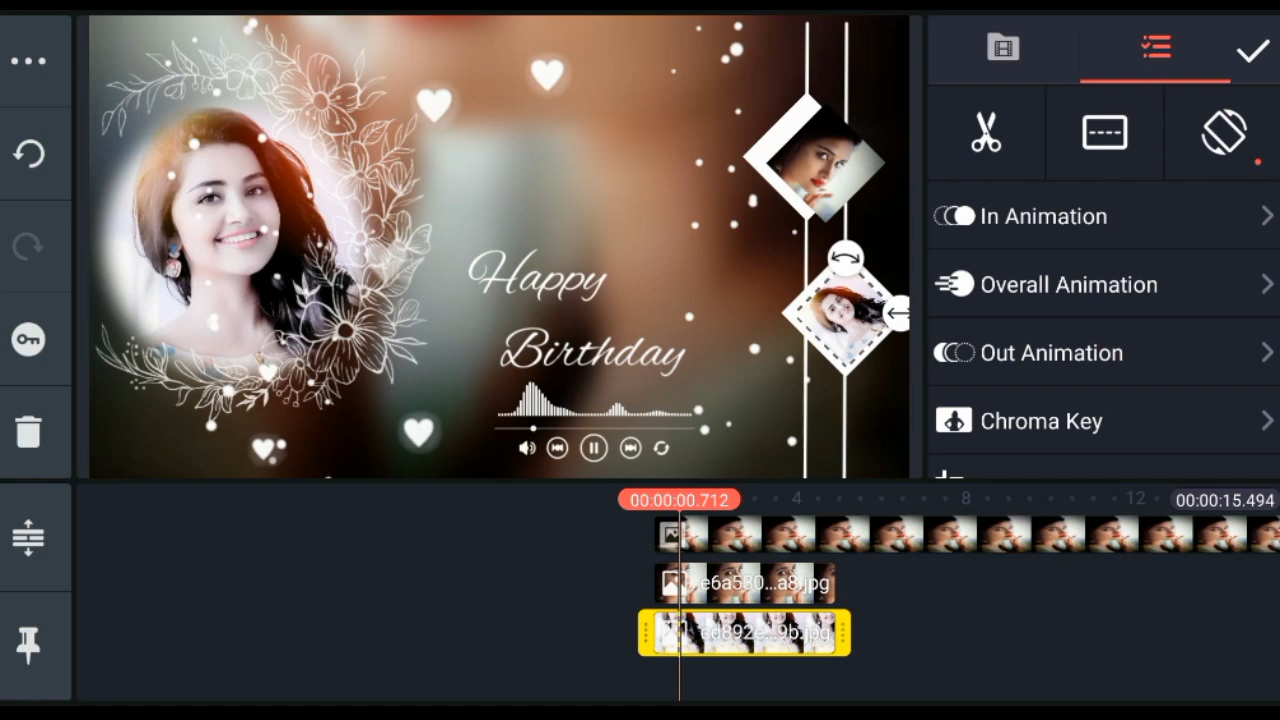 Happy
Birthday
In Animation
Overall Animation
Out Animation
Chroma Key
00:00:00.712
4
8
12
00:00:15.494
e6a530...a8.jpg
cd892e...9b.jpg